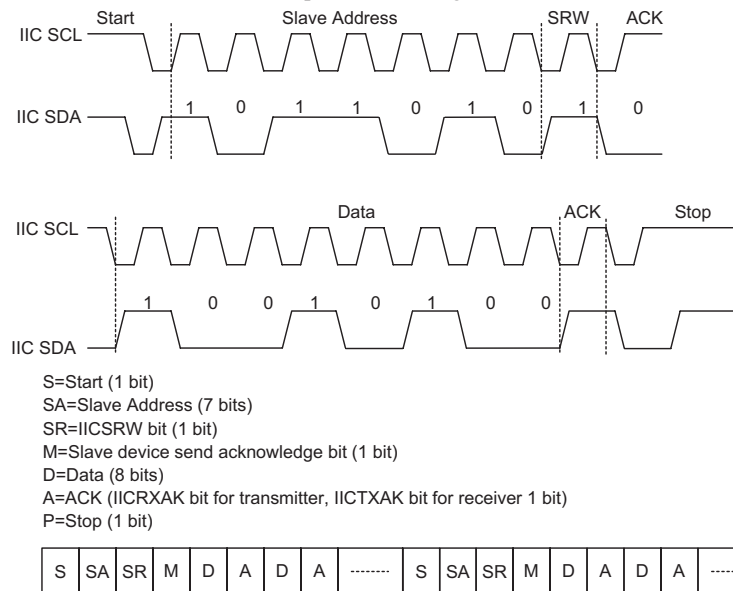 Start Slave Address SRW ACK
IIC SCL
1 0 1 1 0 1 0 1 0
IIC SDA
Data ACK Stop
IIC SCL
1 0 0 1 0 1 0 0
IIC SDA
S=Start (1 bit)
SA=Slave Address (7 bits)
SR=IICSRW bit (1 bit)
M=Slave device send acknowledge bit (1 bit)
D=Data (8 bits)
A=ACK (IICRXAK bit for transmitter, IICTXAK bit for receiver 1 bit)
P=Stop (1 bit)
S SA SR M D A D A S SA SR M D A D A